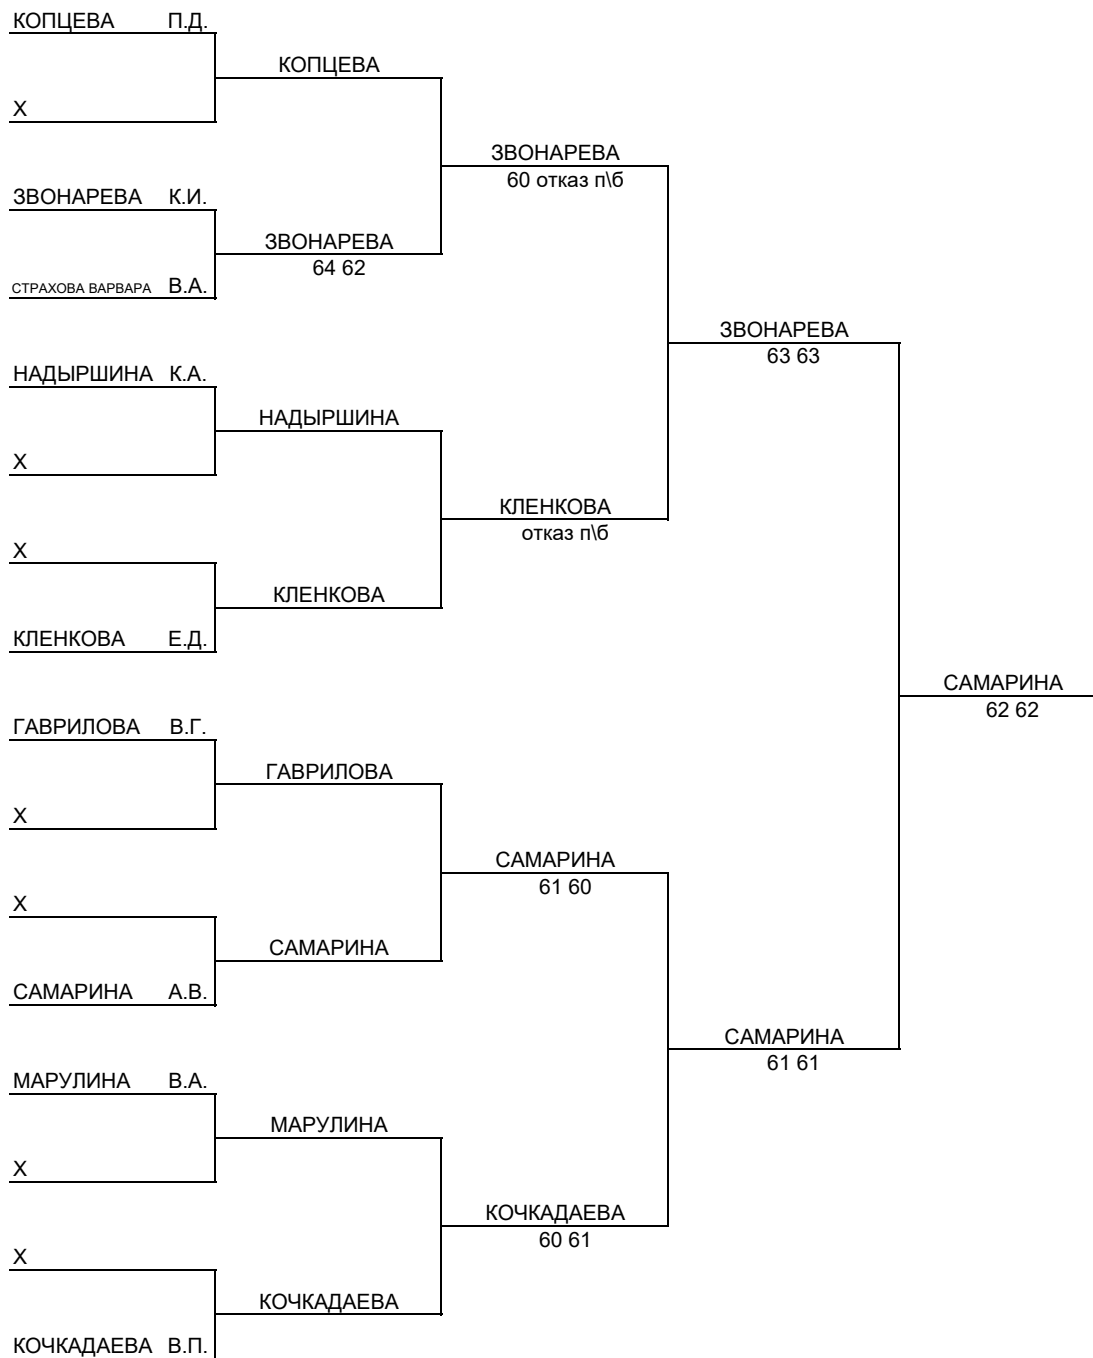 КОПЦЕВА П.Д.
КОПЦЕВА
Х
ЗВОНАРЕВА
60 отказ п\б
ЗВОНАРЕВА К.И.
ЗВОНАРЕВА
64 62
СТРАХОВА ВАРВАРА В.А.
ЗВОНАРЕВА
63 63
НАДЫРШИНА К.А.
НАДЫРШИНА
Х
КЛЕНКОВА
отказ п\б
Х
КЛЕНКОВА
КЛЕНКОВА Е.Д.
САМАРИНА
62 62
ГАВРИЛОВА В.Г.
ГАВРИЛОВА
Х
САМАРИНА
61 60
Х
САМАРИНА
САМАРИНА А.В.
САМАРИНА
61 61
МАРУЛИНА В.А.
МАРУЛИНА
Х
КОЧКАДАЕВА
60 61
Х
КОЧКАДАЕВА
КОЧКАДАЕВА В.П.